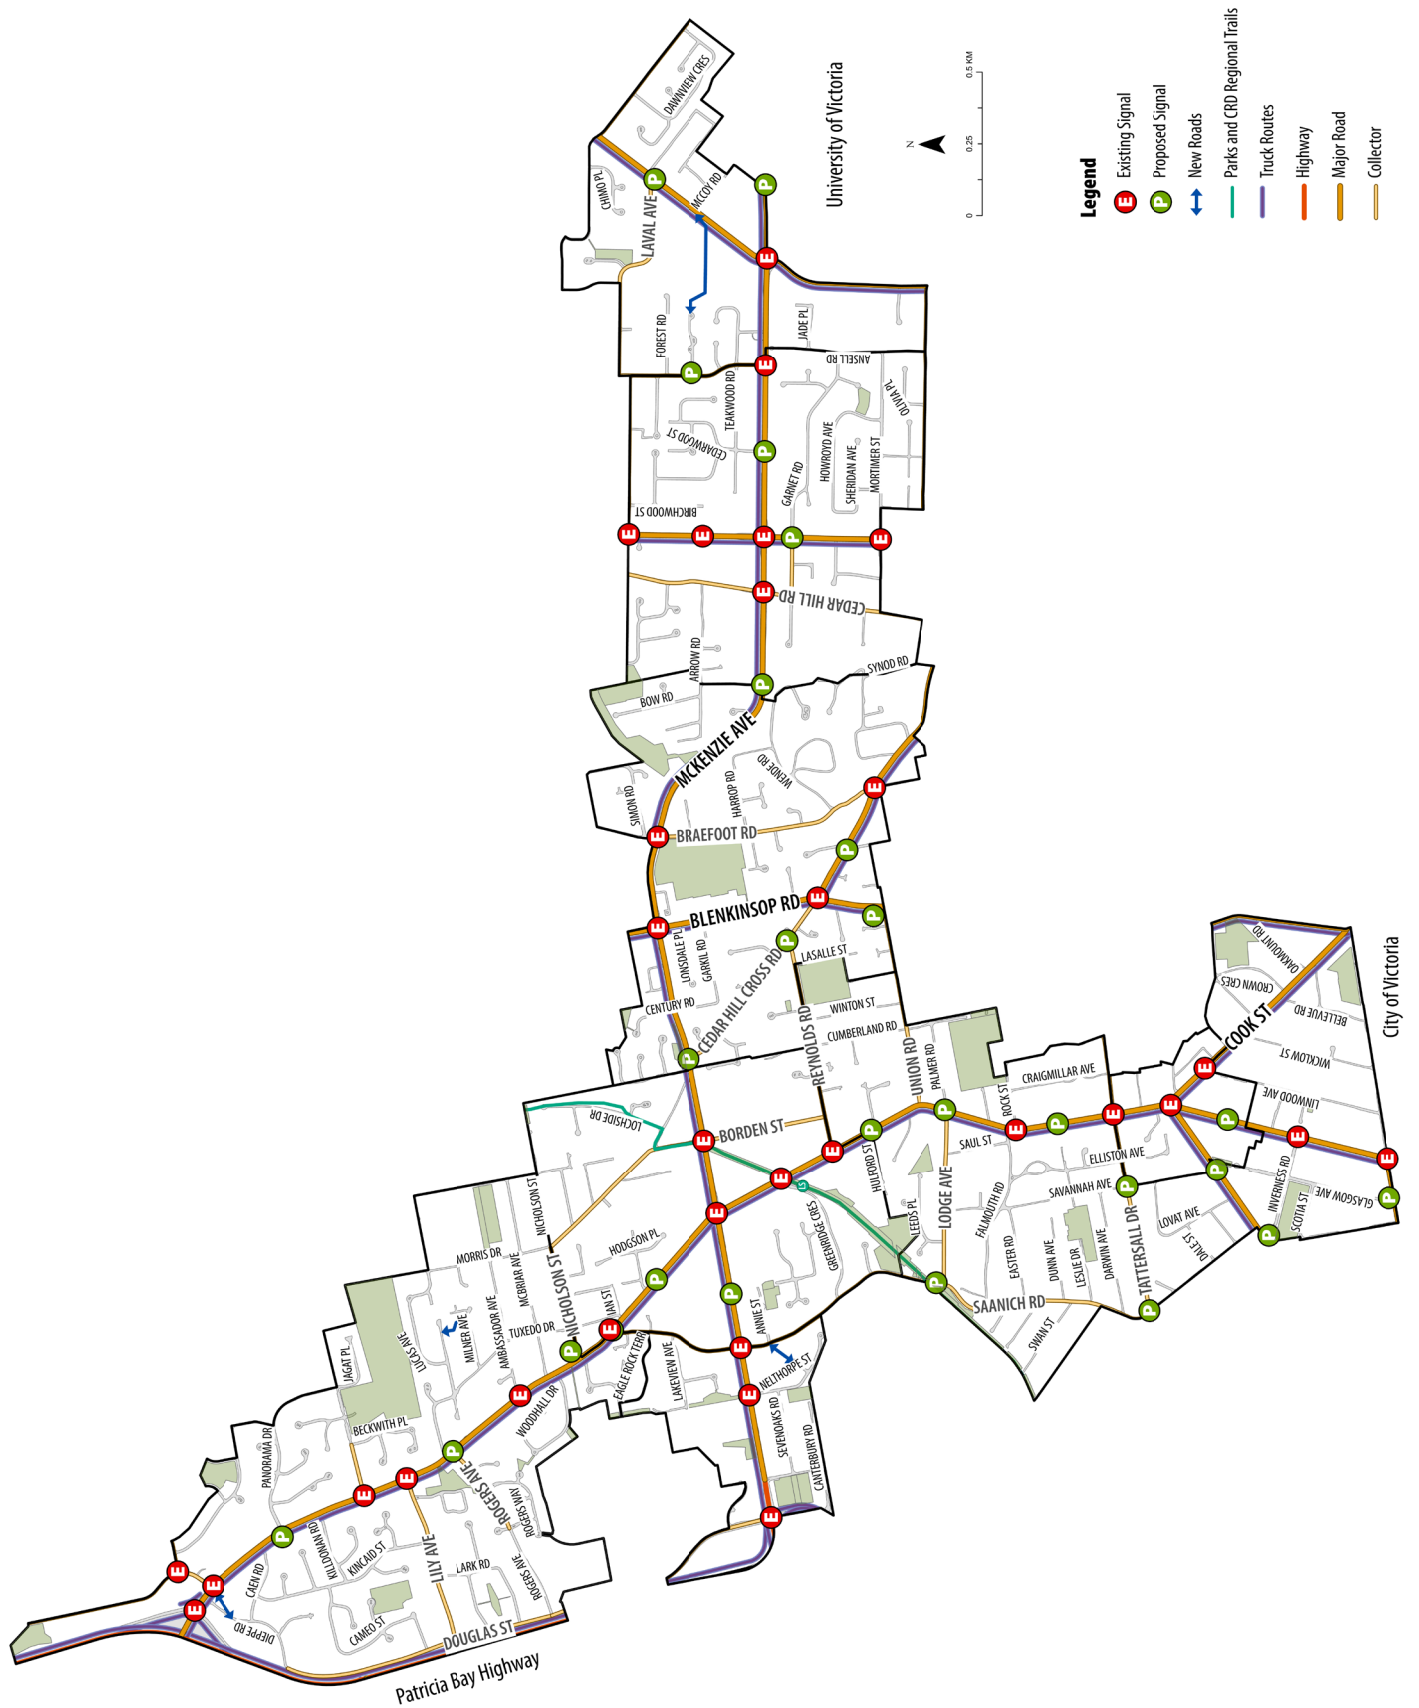 DAWNVIEW CRES
CHIMO PL
MCCOY RD
LAVAL AVE
University of Victoria
N
0
0.25
0.5 KM
Legend
E Existing Signal
P Proposed Signal
New Roads
Parks and CRD Regional Trails
Truck Routes
Highway
Major Road
Collector
FOREST RD
JADE PL
ANSELL RD
TEAKWOOD RD
CEDARWOOD ST
OLIVIA PL
HOWROYD AVE
SHERIDAN AVE
MORTIMER ST
GARNET RD
BIRCHWOOD ST
CEDAR HILL RD
ARROW RD
SYNOD RD
BOW RD
MCKENZIE AVE
WENDE RD
HARROP RD
SIMON RD
BRAEFOOT RD
BLENKINSOP RD
LONSDALE PL
GARKIL RD
LASALLE ST
CEDAR HILL CROSS RD
CENTURY RD
WINTON ST
REYNOLDS RD
CUMBERLAND RD
UNION RD
PALMER RD
OAKMOUNT RD
CROWN CRES
BELLEVUE RD
COOK ST
City of Victoria
WICKLOW ST
LINWOOD AVE
CRAIGMILLAR AVE
ROCK ST
LOCHSIDE DR
BORDEN ST
SAUL ST
HULFORD ST
ELLISTON AVE
SAVANNAH AVE
INVERNESS RD
SCOTIA ST
GLASGOW AVE
LS
LODGE AVE
LEEDS PL
FALMOUTH RD
GREENRIDGE CRES
EASTER RD
DUNN AVE
LESLIE DR
DARWIN AVE
TATTERSALL DR
LOVAT AVE
DALE ST
NICHOLSON ST
HODGSON PL
MORRIS DR
MCBRIAR AVE
NICHOLSON ST
IAN ST
ANNIE ST
SAANICH RD
SWAN ST
AMBASSADOR AVE
TUXEDO DR
MILNER AVE
LUCAS AVE
JAGAT PL
EAGLE ROCK TERR
LAKEVIEW AVE
NELTHORPE ST
SEVENOAKS RD
CANTERBURY RD
WOODHALL DR
BECKWITH PL
PANORAMA DR
ROGERS AVE
ROGERS WAY
KILLDONAN RD
KINCAID ST
LILY AVE
LARK RD
ROGERS AVE
CAEN RD
DIEPPE RD
CAMEO ST
DOUGLAS ST
Patricia Bay Highway